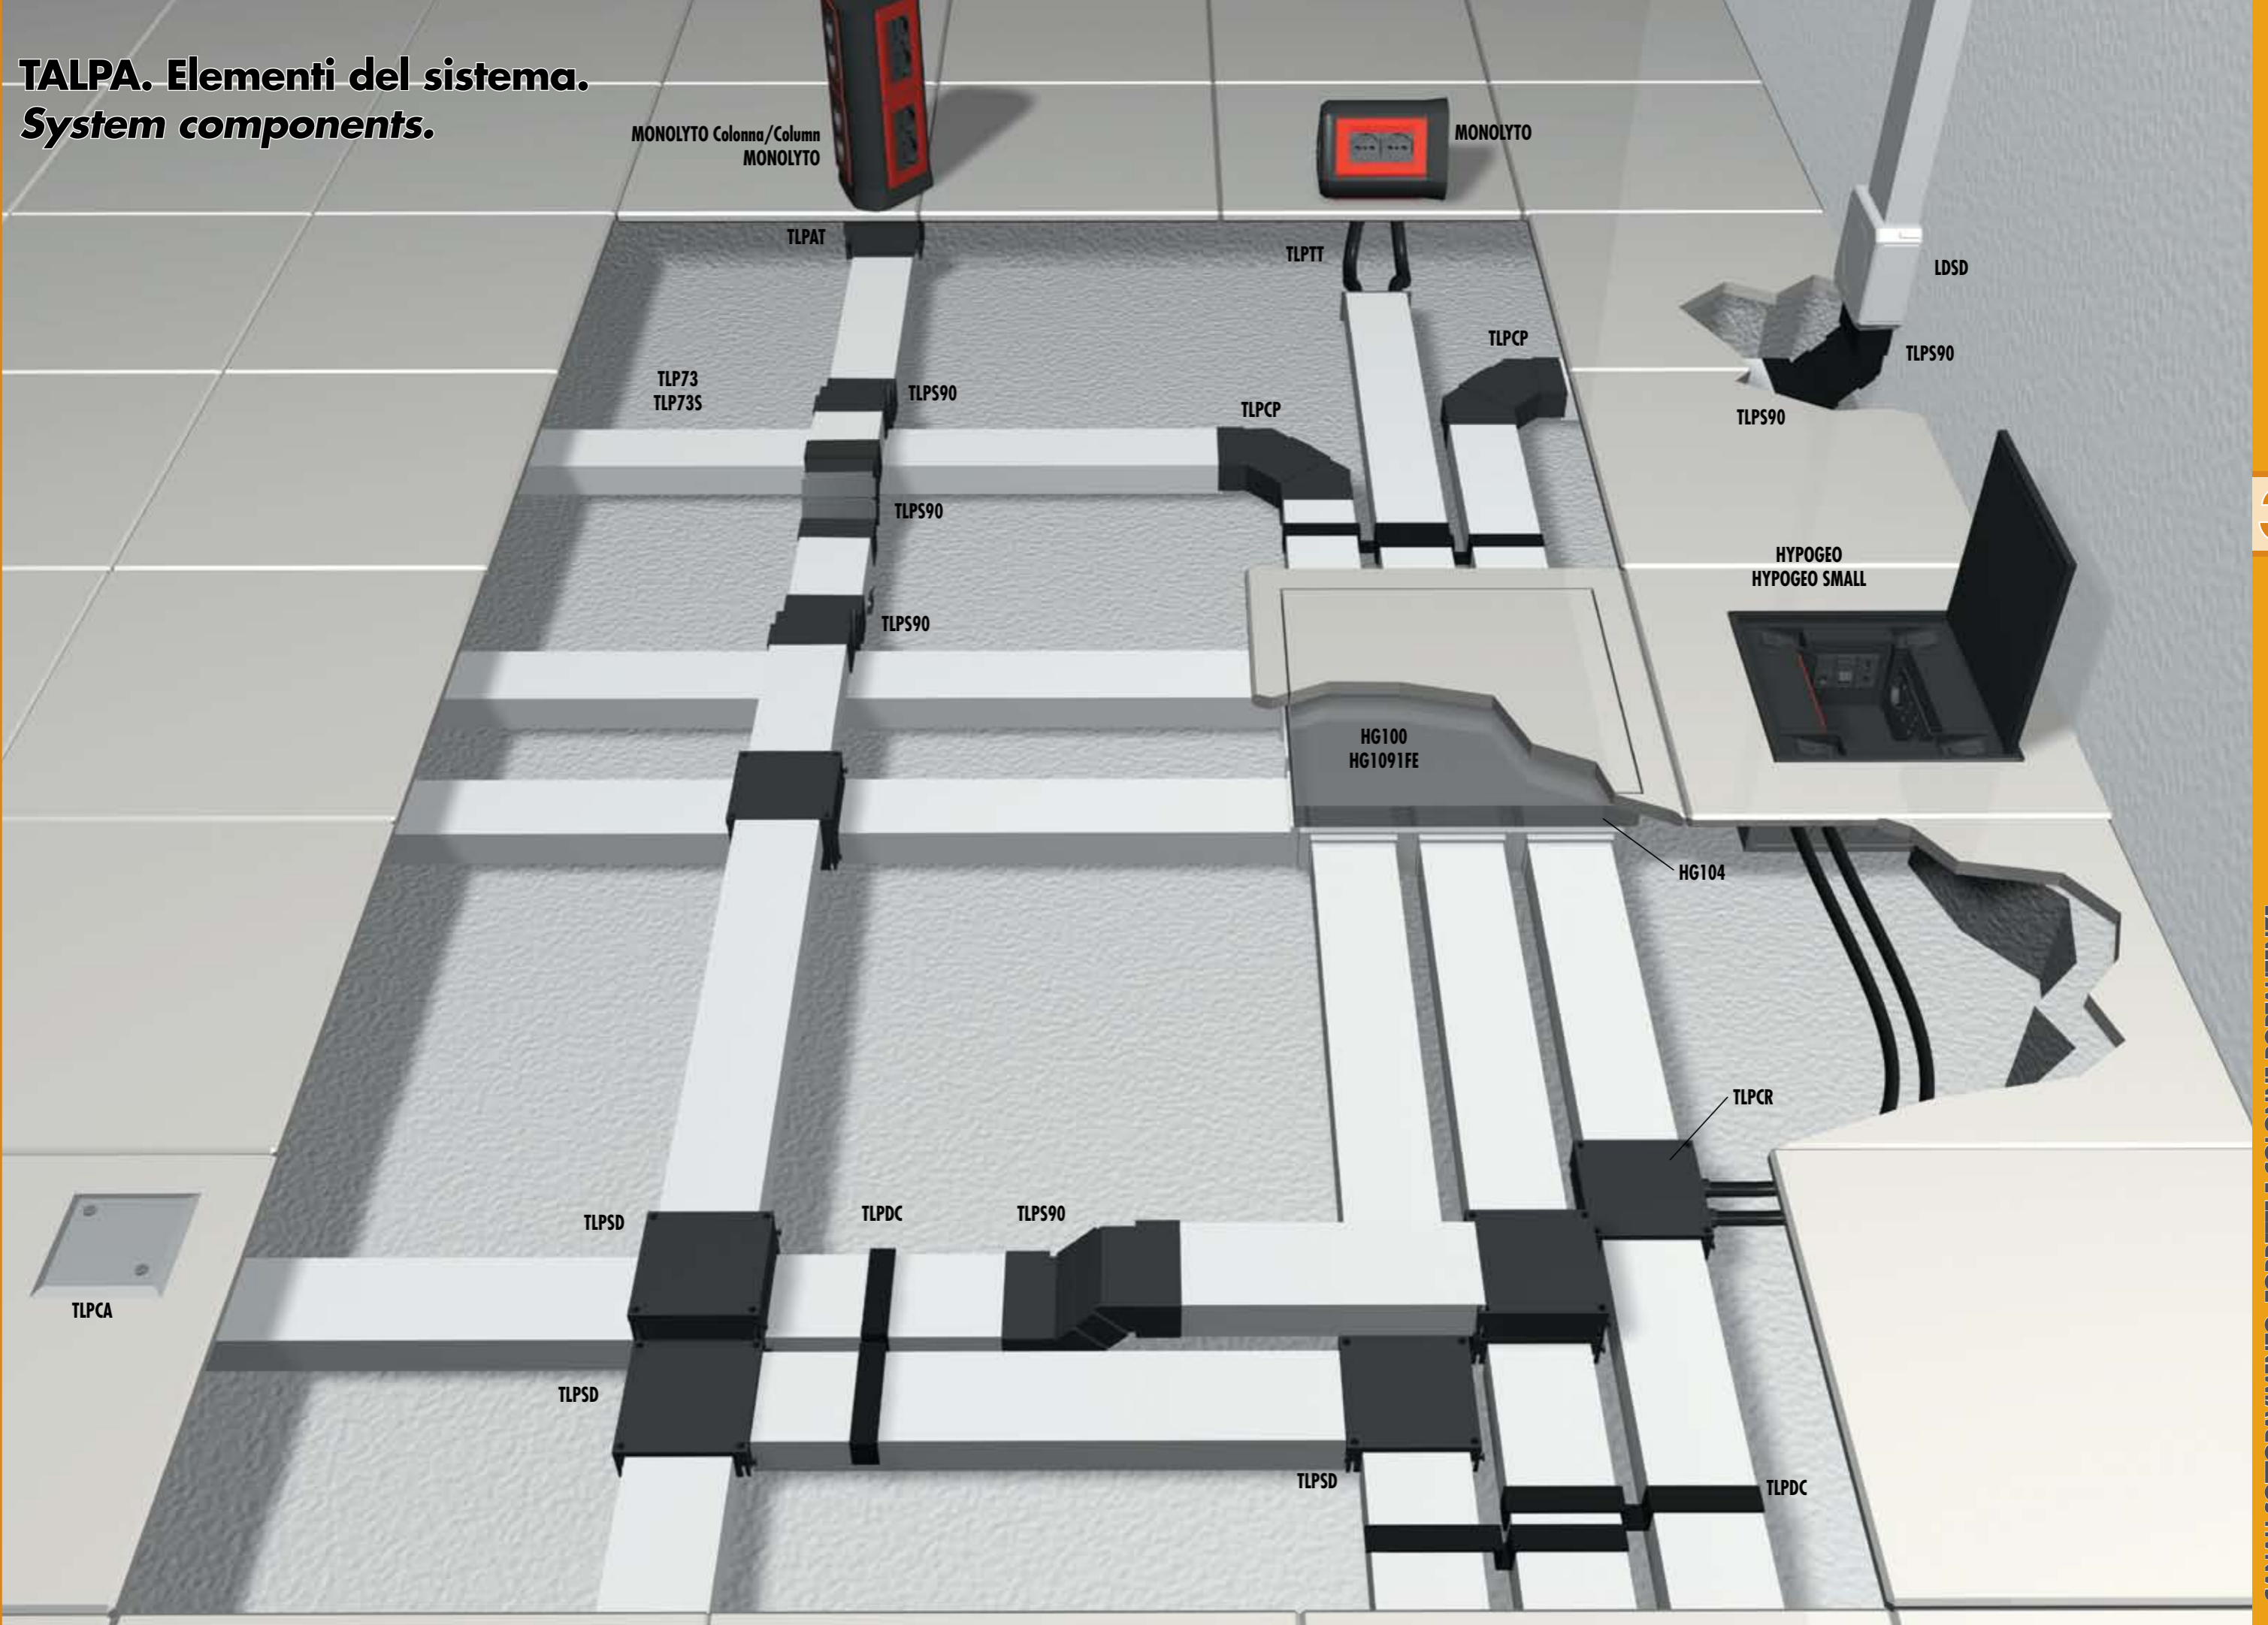 TALPA. Elementi del sistema.
System components.
MONOLYTO Colonna/Column
MONOLYTO
MONOLYTO
TLPAT
TLPTT
LDSD
TLPCP
TLPS90
TLP73
TLP73S
TLPS90
TLPCP
TLPS90
TLPS90
HYPOGEO
HYPOGEO SMALL
TLPS90
HG100
HG1091FE
HG104
TLPCR
TLPSD
TLPDC
TLPS90
TLPCA
TLPSD
TLPSD
TLPDC